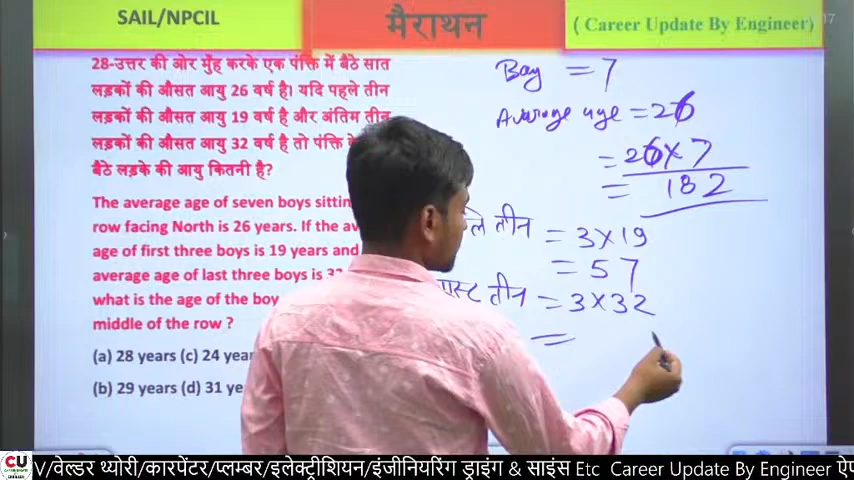 SAIL/NPCIL
मैराथन
( Career Update By Engineer)
17
28-उत्तर की ओर मुँह करके एक पंक्ति में बैठे सात
लड़कों की औसत आयु 26 वर्ष है। यदि पहले तीन
लड़कों की औसत आयु 19 वर्ष है और अंतिम तीन
लड़कों की औसत आयु 32 वर्ष है तो पंक्ति
बैठे लड़के की आयु कितनी है?
The average age of seven boys sittin
row facing North is 26 years. If the av
age of first three boys is 19 years and
average age of last three boys is 3
what is the age of the boy
middle of the row ?
(a) 28 years (c) 24 year
(b) 29 years (d) 31 ye
Boy = 7
Average age = 26
= 26 x 7
= 182
तीन = 3 x 19
= 57
तीन = 3 x 32
=
CU
V/वेल्डर थ्योरी/कारपेंटर/प्लम्बर/इलेक्ट्रीशियन/इंजीनियरिंग ड्राइंग & साइंस Etc Career Update By Engineer ऐप